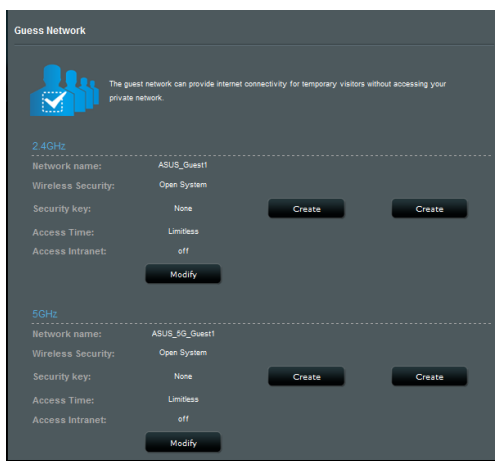 Guess Network
The guest network can provide internet connectivity for temporary visitors without accessing your
private network.
2.4GHz
Network name: ASUS_Guest1
Wireless Security: Open System
Security key: None Create Create
Access Time: Limitless
Access Intranet: off
Modify
5GHz
Network name: ASUS_5G_Guest1
Wireless Security: Open System
Security key: None Create Create
Access Time: Limitless
Access Intranet: off
Modify